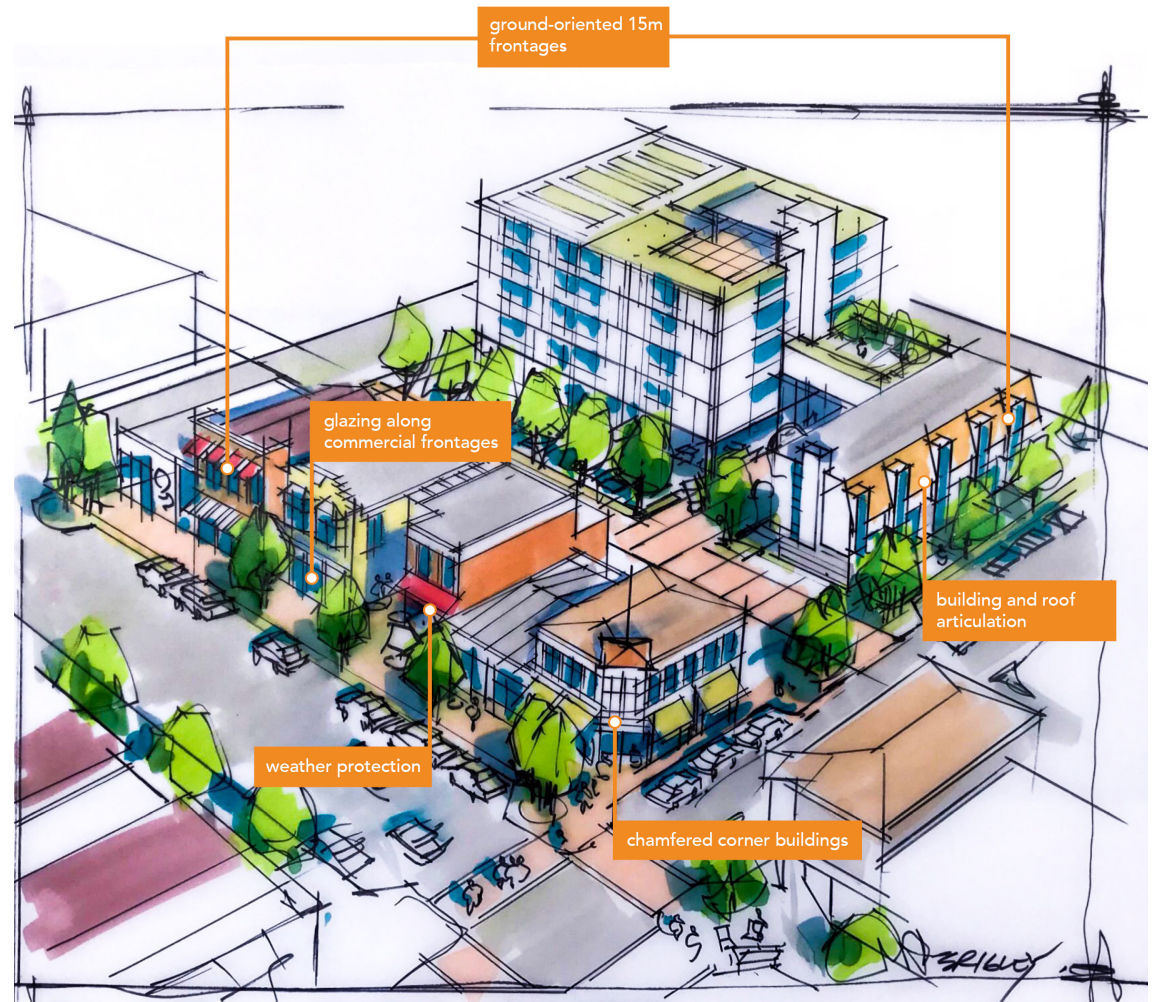 ground-oriented 15m
frontages
glazing along
commercial frontages
building and roof
articulation
weather protection
chamfered corner buildings